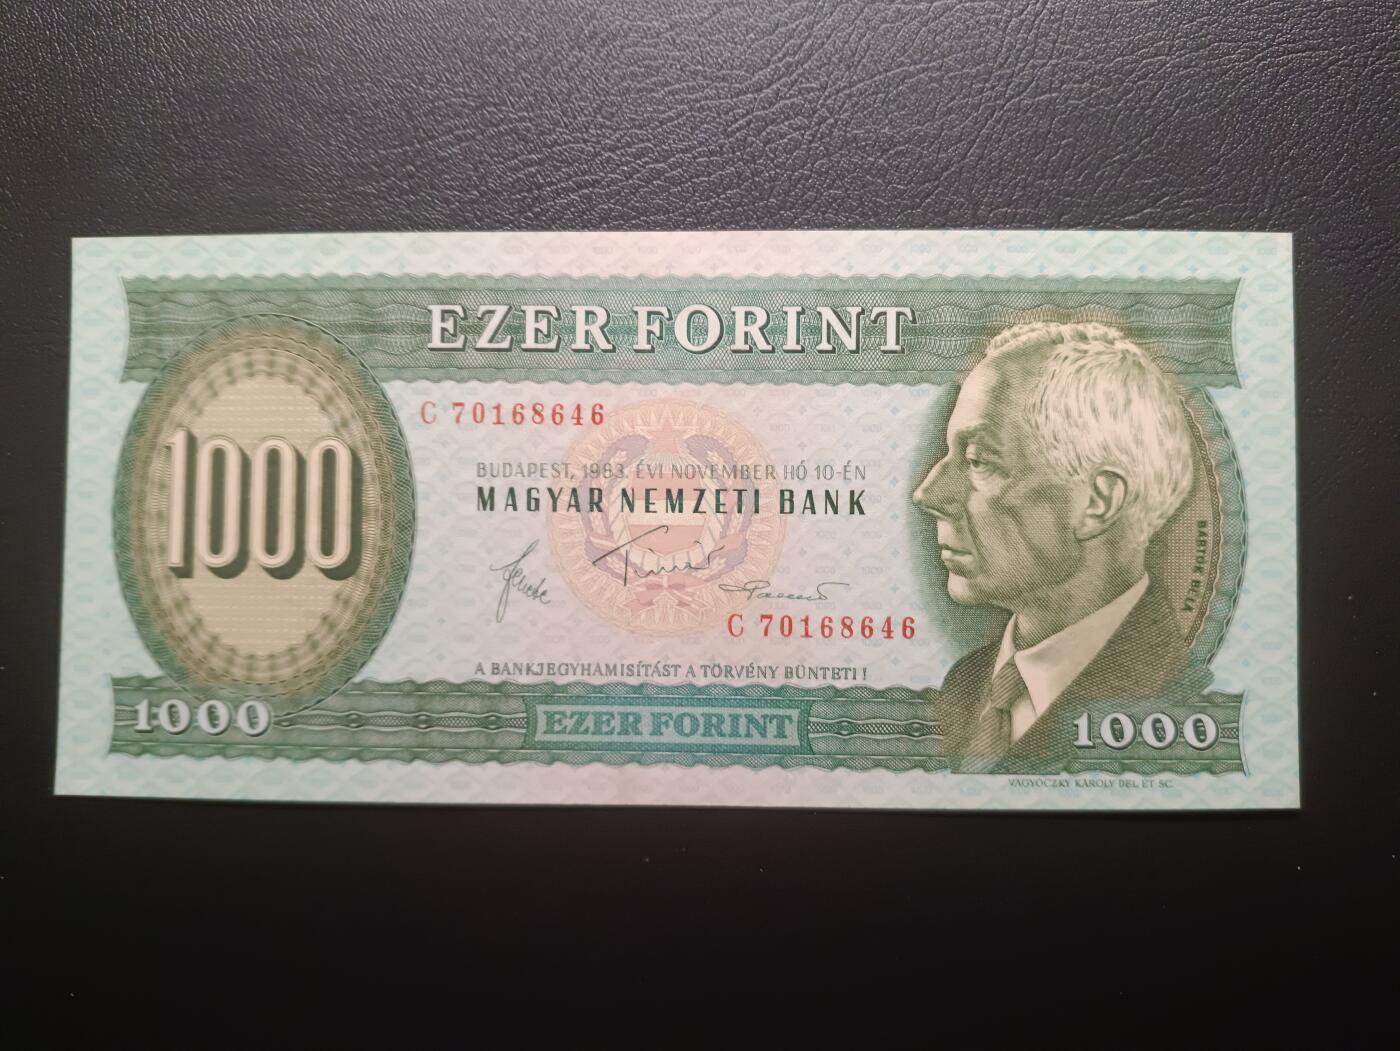 EZER FORINT
C 70168646
1000
BUDAPEST, 1983. ÉVI NOVEMBER HÓ 10-ÉN
MAGYAR NEMZETI BANK
BARTÓK BÉLA
C 70168646
A BANKJEGYHAMISÍTÁST A TÖRVÉNY BÜNTETI!
1000
EZER FORINT
1000
VAGYÓCZKY KÁROLY DEL. ET SC.